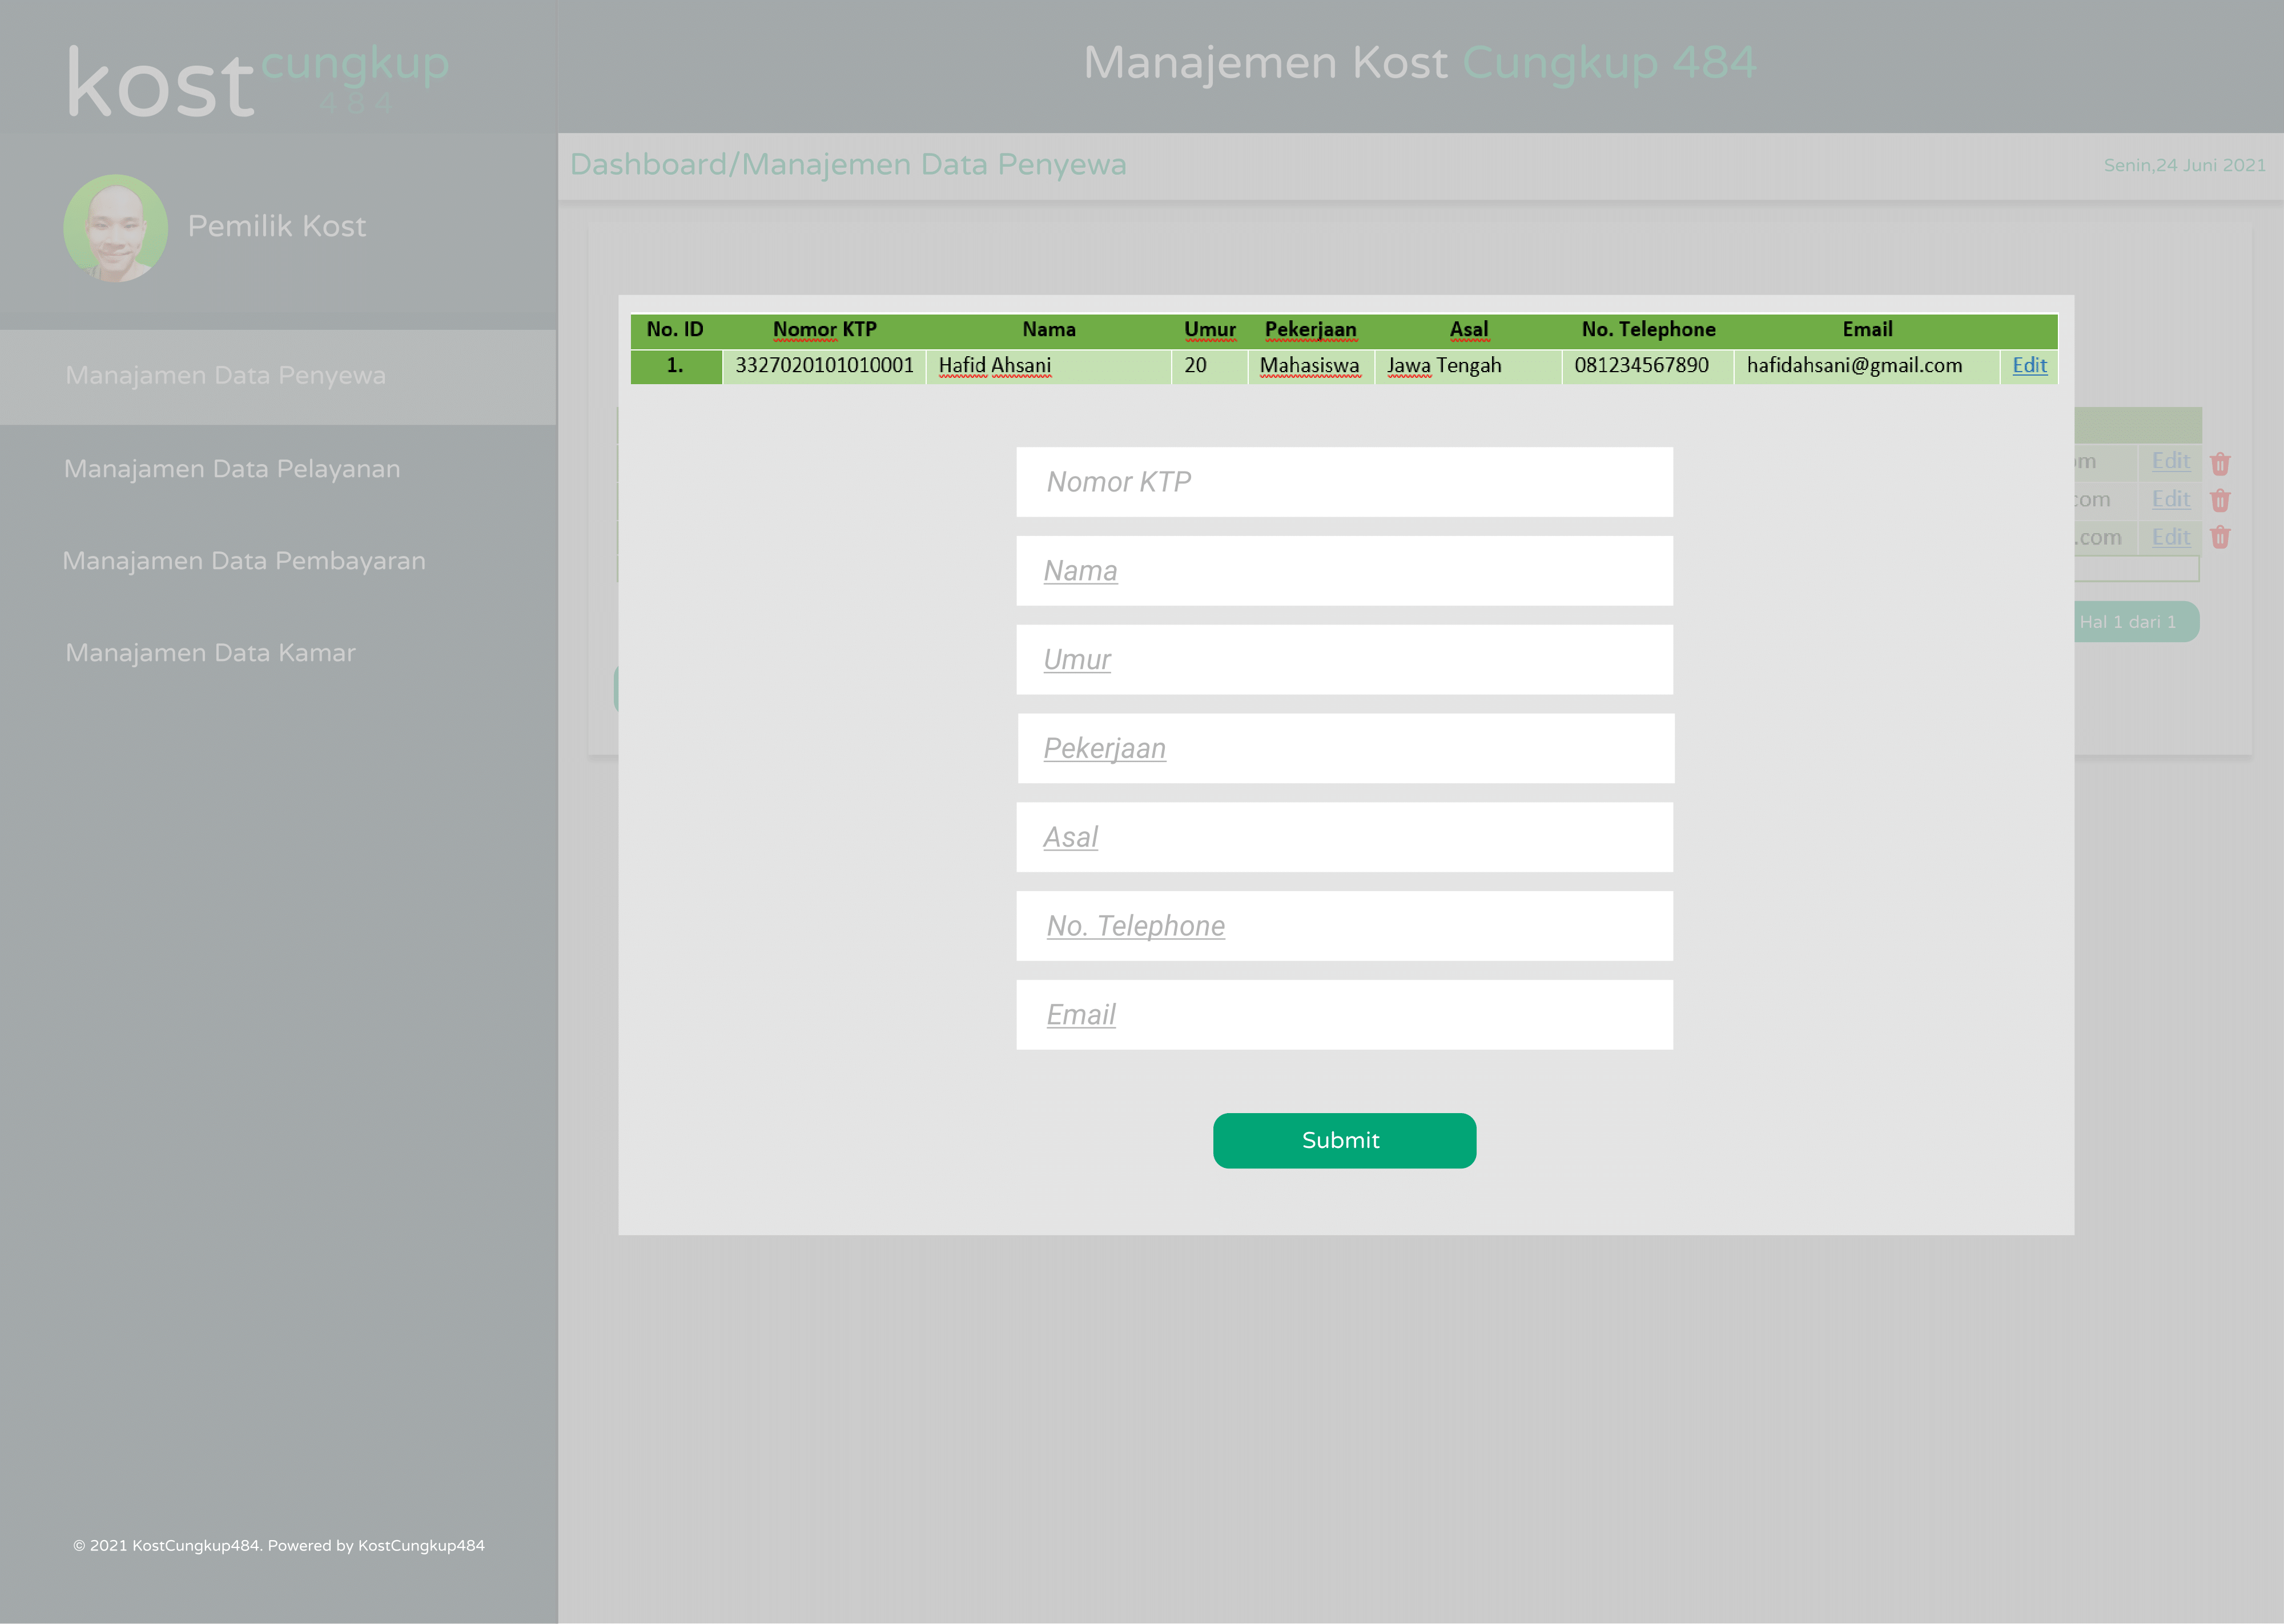 kost cungkup
484
Manajemen Kost Cungkup 484
Dashboard/Manajemen Data Penyewa
Senin,24 Juni 2021
Pemilik Kost
Manajamen Data Penyewa
Manajamen Data Pelayanan
Manajamen Data Pembayaran
Manajamen Data Kamar
No. ID Nomor KTP Nama Umur Pekerjaan Asal No. Telephone Email
1. 3327020101010001 Hafid Ahsani 20 Mahasiswa Jawa Tengah 081234567890 hafidahsani@gmail.com Edit
Nomor KTP
Nama
Umur
Pekerjaan
Asal
No. Telephone
Email
Submit
om Edit
com Edit
.com Edit
Hal 1 dari 1
© 2021 KostCungkup484. Powered by KostCungkup484